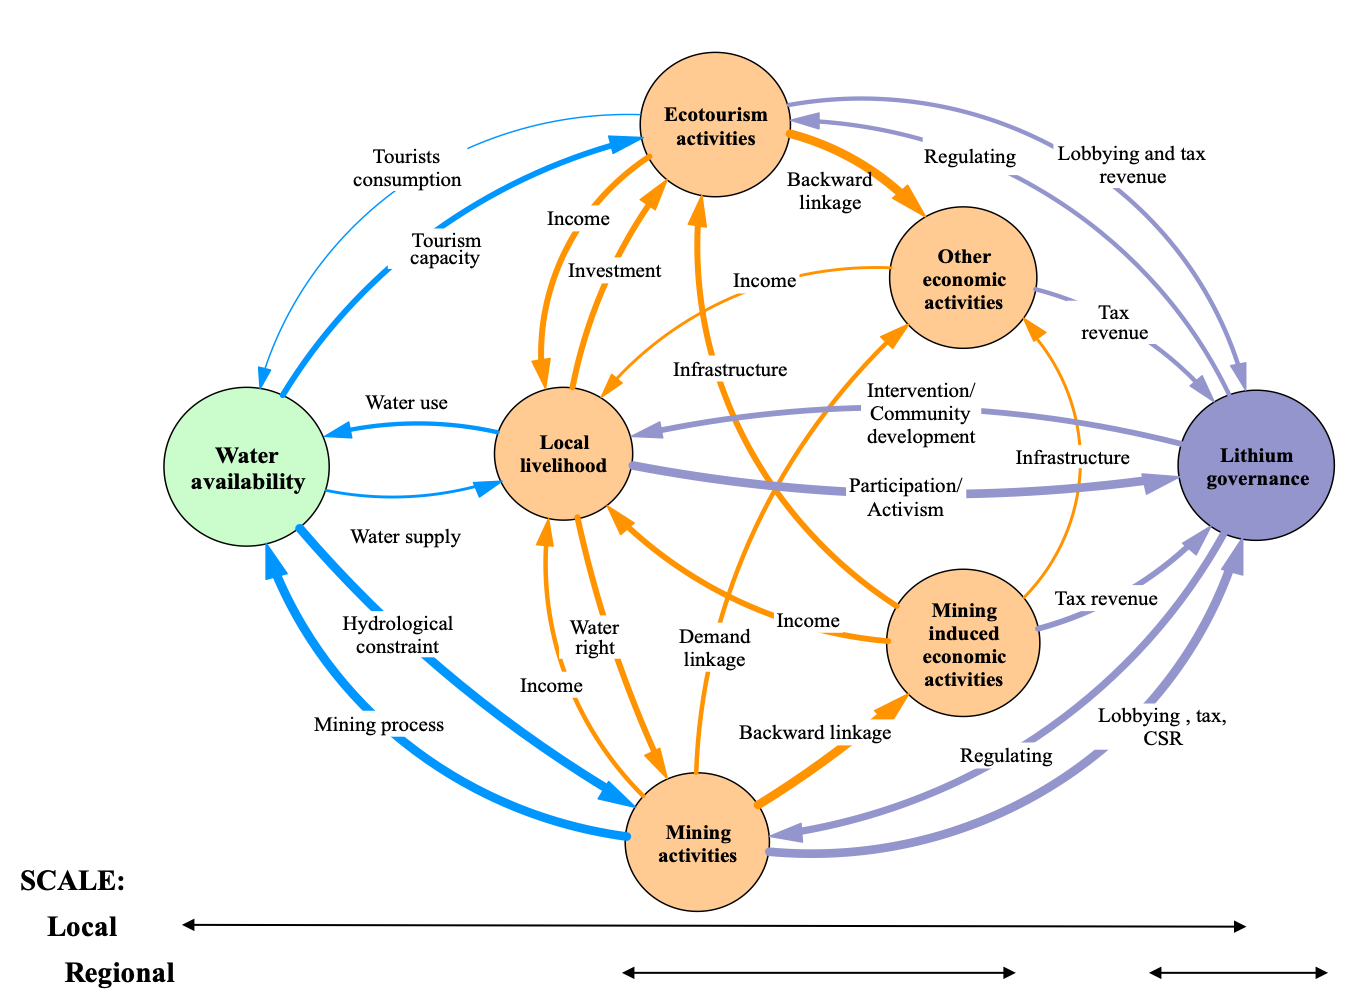 Ecotourism
activities
Tourists
consumption
Tourism
capacity
Income
Investment
Backward
linkage
Regulating
Lobbying and tax
revenue
Other
economic
activities
Income
Tax
revenue
Infrastructure
Water use
Intervention/
Community
development
Water
availability
Local
livelihood
Infrastructure
Lithium
governance
Participation/
Activism
Water supply
Hydrological
constraint
Water
right
Demand
linkage
Income
Mining
induced
economic
activities
Tax revenue
Income
Mining process
Backward linkage
Lobbying , tax,
CSR
Regulating
Mining
activities
SCALE:
Local
Regional